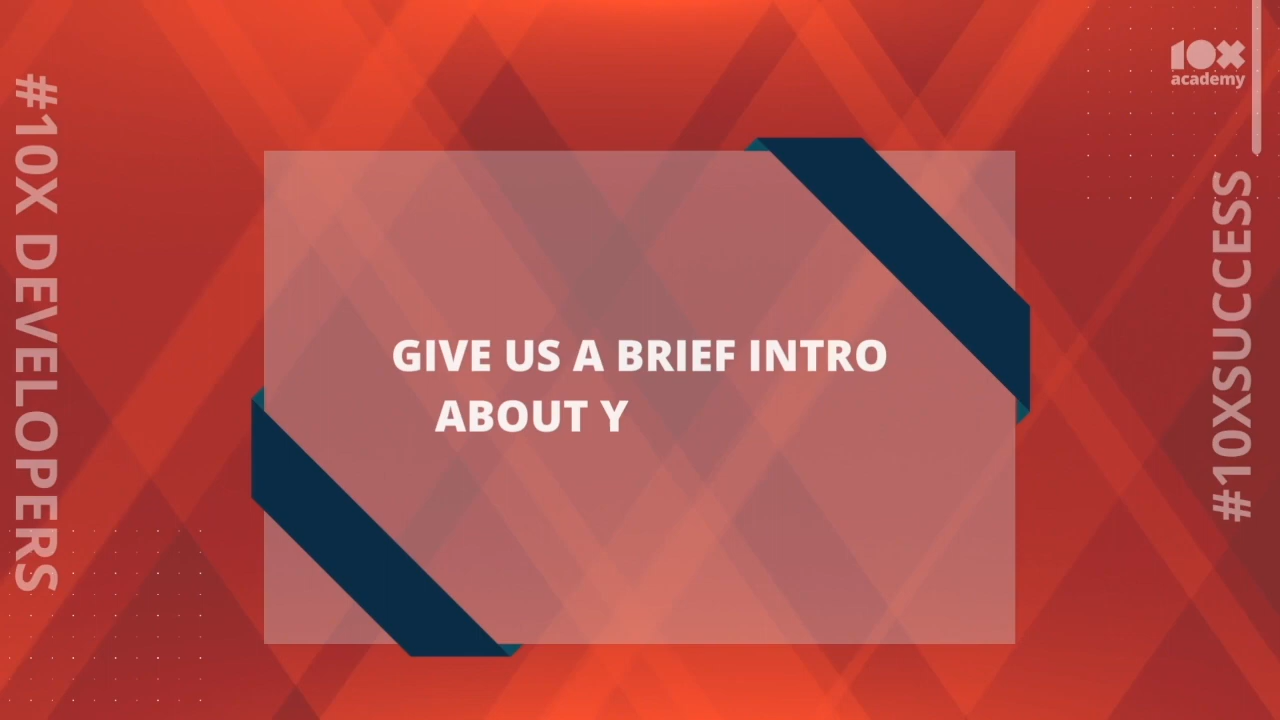 #10X DEVELOPERS
10x
academy
#10XSUCCESS
GIVE US A BRIEF INTRO
ABOUT Y